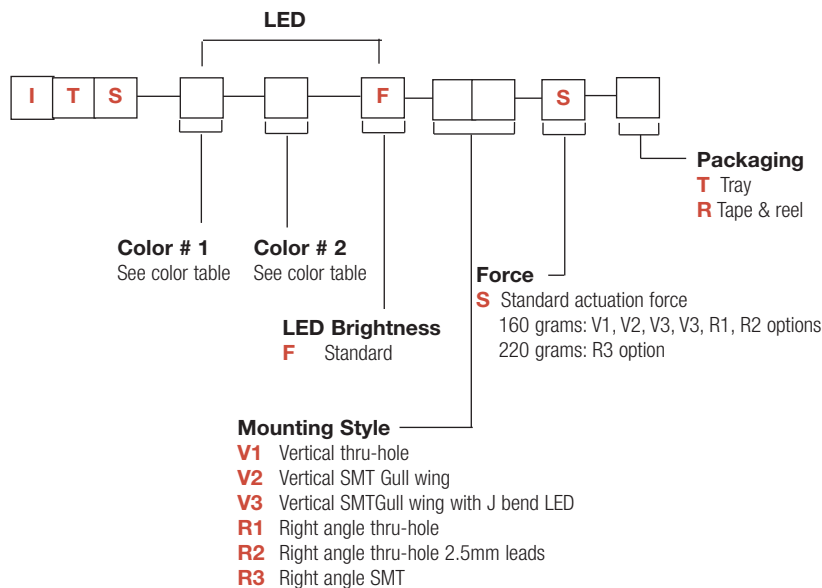 LED
I T S F S
Packaging
T Tray
R Tape & reel
Color # 1
See color table
Color # 2
See color table
Force
S Standard actuation force
160 grams: V1, V2, V3, V3, R1, R2 options
220 grams: R3 option
LED Brightness
F Standard
Mounting Style
V1 Vertical thru-hole
V2 Vertical SMT Gull wing
V3 Vertical SMTGull wing with J bend LED
R1 Right angle thru-hole
R2 Right angle thru-hole 2.5mm leads
R3 Right angle SMT